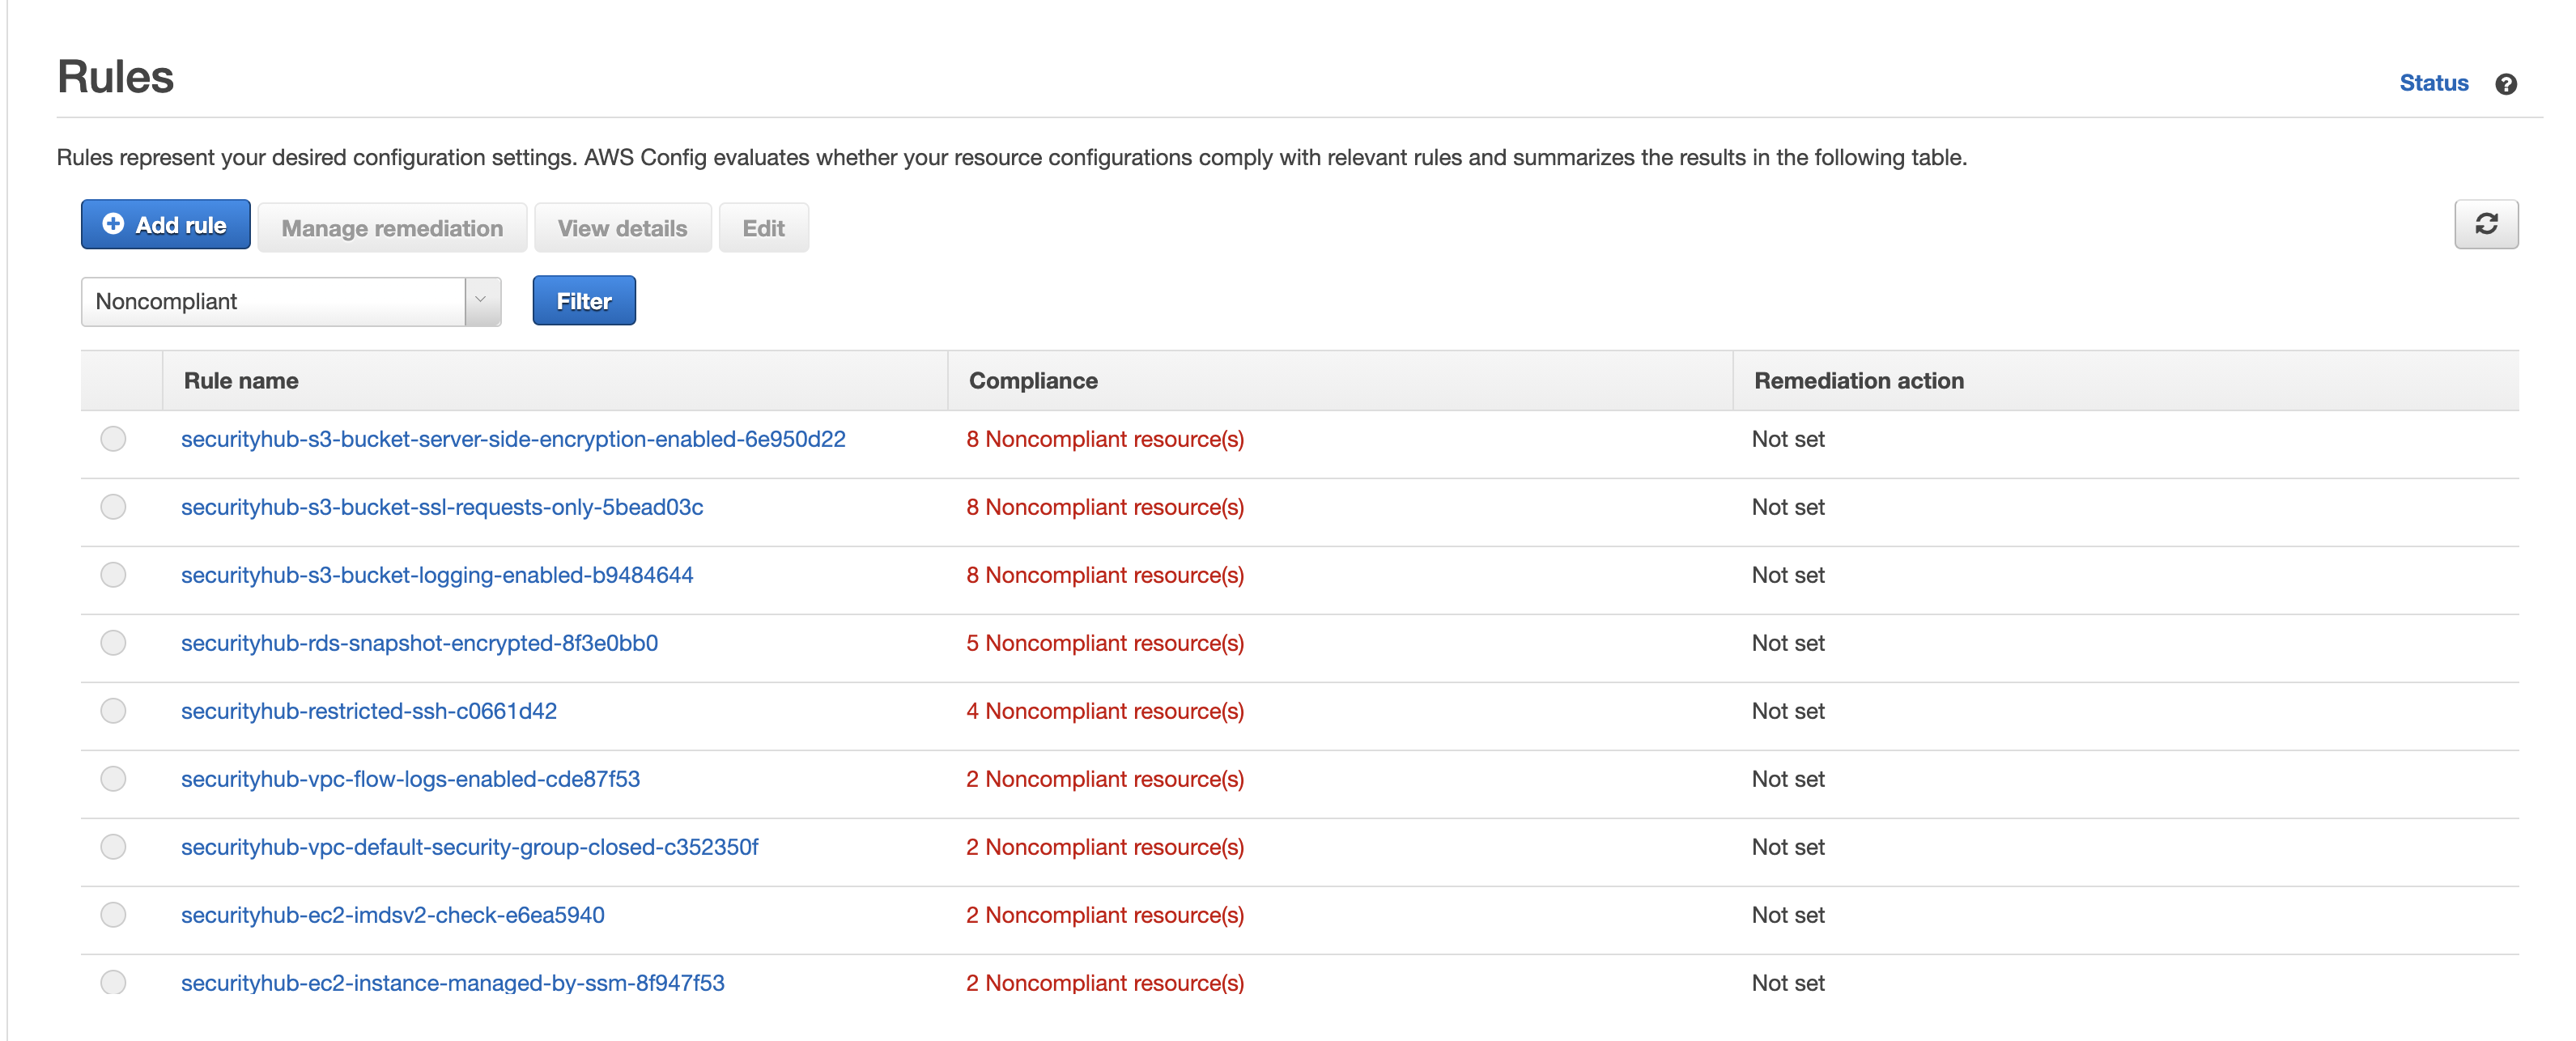 Rules
Status
Rules represent your desired configuration settings. AWS Config evaluates whether your resource configurations comply with relevant rules and summarizes the results in the following table.
Add rule Manage remediation View details Edit
Noncompliant Filter
Rule name Compliance Remediation action
securityhub-s3-bucket-server-side-encryption-enabled-6e950d22 8 Noncompliant resource(s) Not set
securityhub-s3-bucket-ssl-requests-only-5bead03c 8 Noncompliant resource(s) Not set
securityhub-s3-bucket-logging-enabled-b9484644 8 Noncompliant resource(s) Not set
securityhub-rds-snapshot-encrypted-8f3e0bb0 5 Noncompliant resource(s) Not set
securityhub-restricted-ssh-c0661d42 4 Noncompliant resource(s) Not set
securityhub-vpc-flow-logs-enabled-cde87f53 2 Noncompliant resource(s) Not set
securityhub-vpc-default-security-group-closed-c352350f 2 Noncompliant resource(s) Not set
securityhub-ec2-imdsv2-check-e6ea5940 2 Noncompliant resource(s) Not set
securityhub-ec2-instance-managed-by-ssm-8f947f53 2 Noncompliant resource(s) Not set